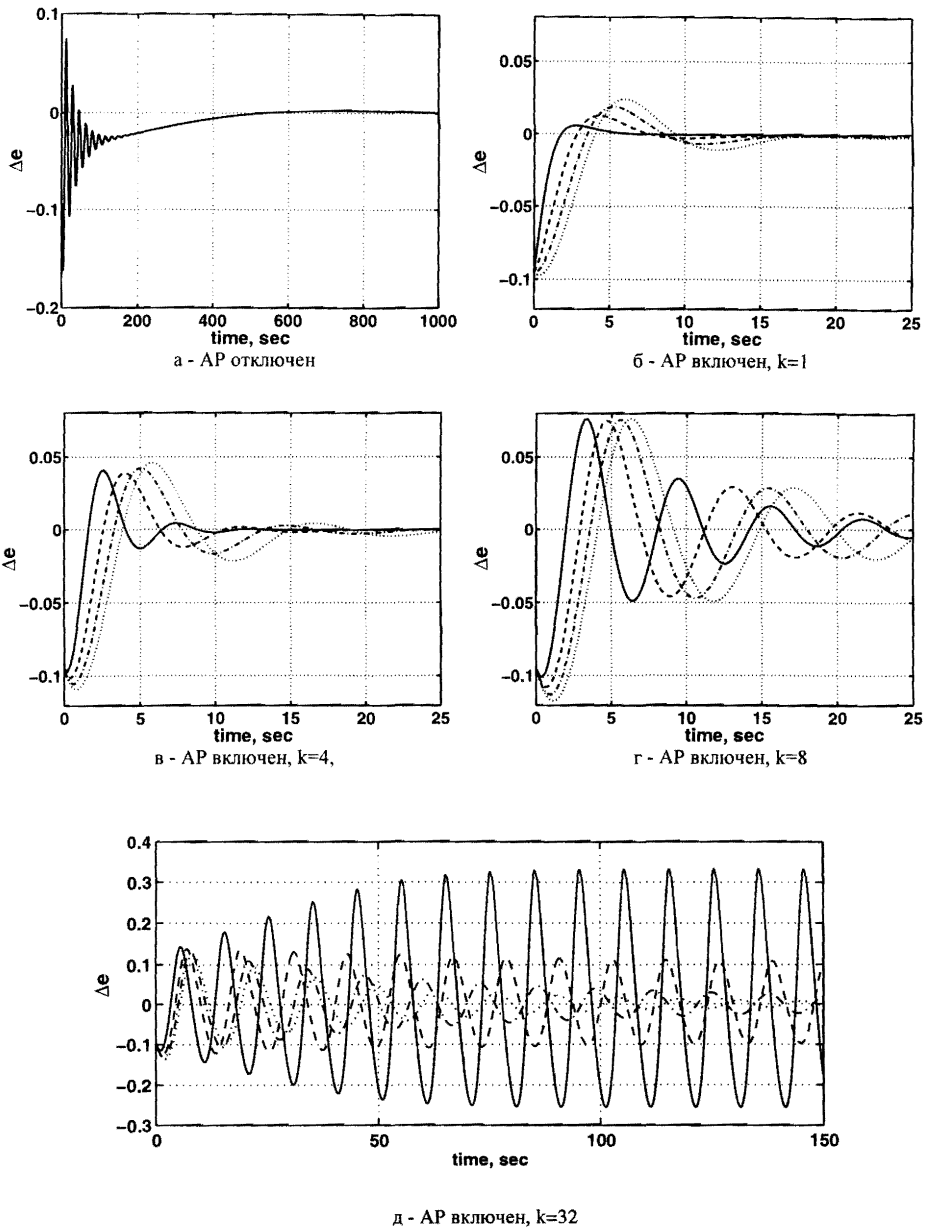 0.1
0
−0.1
−0.2
Δe
0 200 400 600 800 1000
time, sec
а - АР отключен
0.05
0
−0.05
−0.1
Δe
0 5 10 15 20 25
time, sec
б - АР включен, k=1
0.05
0
−0.05
−0.1
Δe
0 5 10 15 20 25
time, sec
в - АР включен, k=4,
0.05
0
−0.05
−0.1
Δe
0 5 10 15 20 25
time, sec
г - АР включен, k=8
0.4
0.3
0.2
0.1
0
−0.1
−0.2
−0.3
Δe
0 50 100 150
time, sec
д - АР включен, k=32